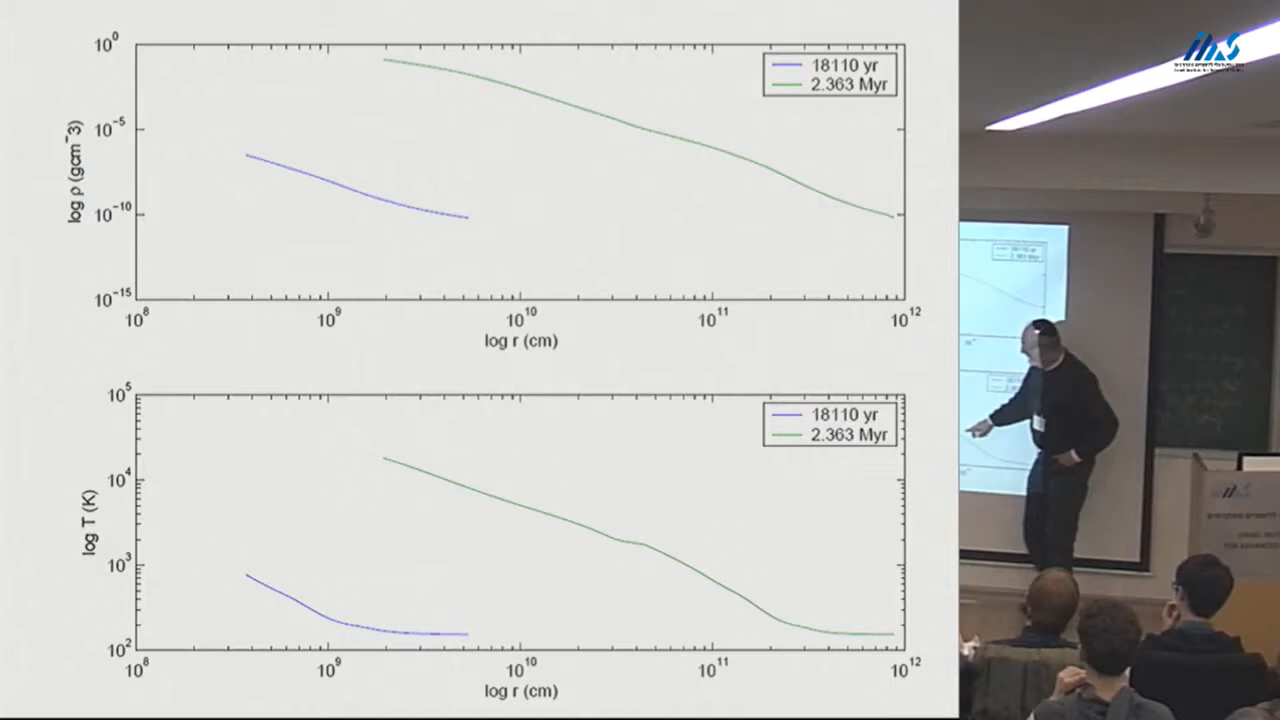 10^0
10^-5
10^-10
10^-15
log ρ (gcm^-3)
18110 yr
2.363 Myr
10^8
10^9
10^10
10^11
10^12
log r (cm)
10^5
10^4
10^3
10^2
log T (K)
18110 yr
2.363 Myr
10^8
10^9
10^10
10^11
10^12
log r (cm)